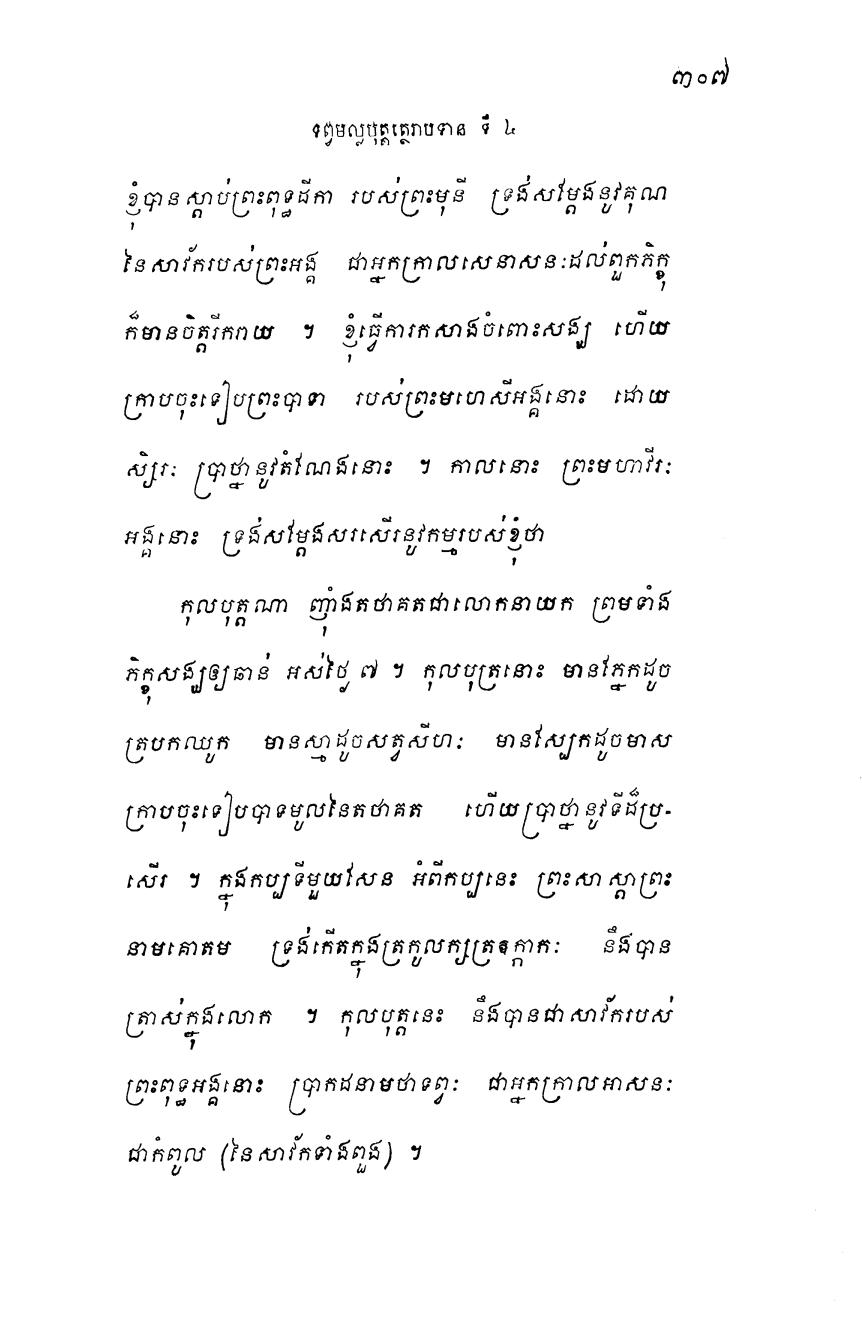 ៣០៧
ទព្វមល្លបុត្តត្ថេរាបទាន ទី ៤
ខ្ញុំបានស្តាប់ព្រះពុទ្ធដីកា របស់ព្រះមុនី ទ្រង់សម្តែងនូវគុណ
នៃសាវ័ករបស់ព្រះអង្គ ជាអ្នកក្រាលសេនាសនៈដល់ពួកភិក្ខុ
ក៏មានចិត្តរីករាយ ។ ខ្ញុំធ្វើការកសាងចំពោះសង្ឃ ហើយ
ក្រាបចុះទៀបព្រះបាទា របស់ព្រះមហេសីអង្គនោះ ដោយ
សិរ្សៈ ប្រាថ្នានូវតំណែងនោះ ។ កាលនោះ ព្រះមហាវីរៈ
អង្គនោះ ទ្រង់សម្តែងសរសើរនូវកម្មរបស់ខ្ញុំថា
កុលបុត្តណា ញុំាងតថាគតជាលោកនាយក ព្រមទាំង
ភិក្ខុសង្ឃឲ្យឆាន់ អស់ថ្ងៃ ៧ ។ កុលបុត្រនោះ មានភ្នែកដូច
ត្របកឈូក មានស្មាដូចសត្វសីហៈ មានស្បែកដូចមាស
ក្រាបចុះទៀបបាទមូលនៃតថាគត ហើយប្រាថ្នានូវទីដ៏ប្រ-
សើរ ។ ក្នុងកប្បទីមួយសែន អំពីកប្បនេះ ព្រះសាស្តាព្រះ
នាមគោតម ទ្រង់កើតក្នុងត្រកូលក្សត្រឧក្កាកៈ នឹងបាន
ត្រាស់ក្នុងលោក ។ កុលបុត្តនេះ នឹងបានជាសាវ័ករបស់
ព្រះពុទ្ធអង្គនោះ ប្រាកដនាមថាទព្វៈ ជាអ្នកក្រាលអាសនៈ
ជាកំពូល (នៃសាវ័កទាំងពួង) ។